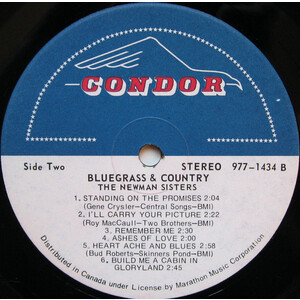 CONDOR
Side Two
STEREO 977-1434 B
BLUEGRASS & COUNTRY
THE NEWMAN SISTERS
1. STANDING ON THE PROMISES 2:04
(Gene Crysler-Central Songs-BMI)
2. I'LL CARRY YOUR PICTURE 2:22
(Roy MacCaull-Two Brothers-BMI)
3. REMEMBER ME 2:30
4. ASHES OF LOVE 2:00
5. HEART ACHE AND BLUES 2:58
(Bud Roberts-Skinners Pond-BMI)
6. BUILD ME A CABIN IN
GLORYLAND 2:45
Distributed in Canada under License by Marathon Music Corporation